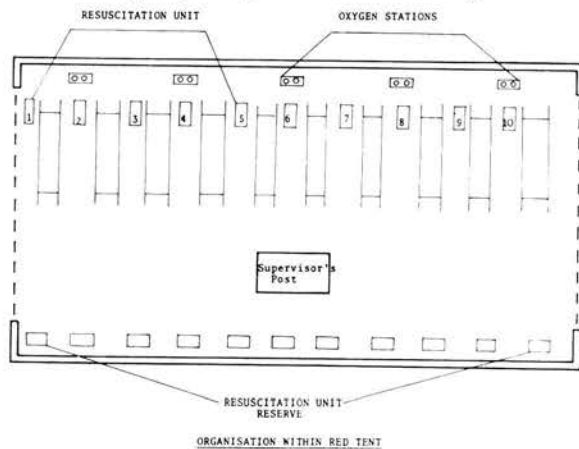 RESUSCITATION UNIT
OXYGEN STATIONS
1 2 3 4 5 6 7 8 9 10
Supervisor's
Post
RESUSCITATION UNIT
RESERVE
ORGANISATION WITHIN RED TENT